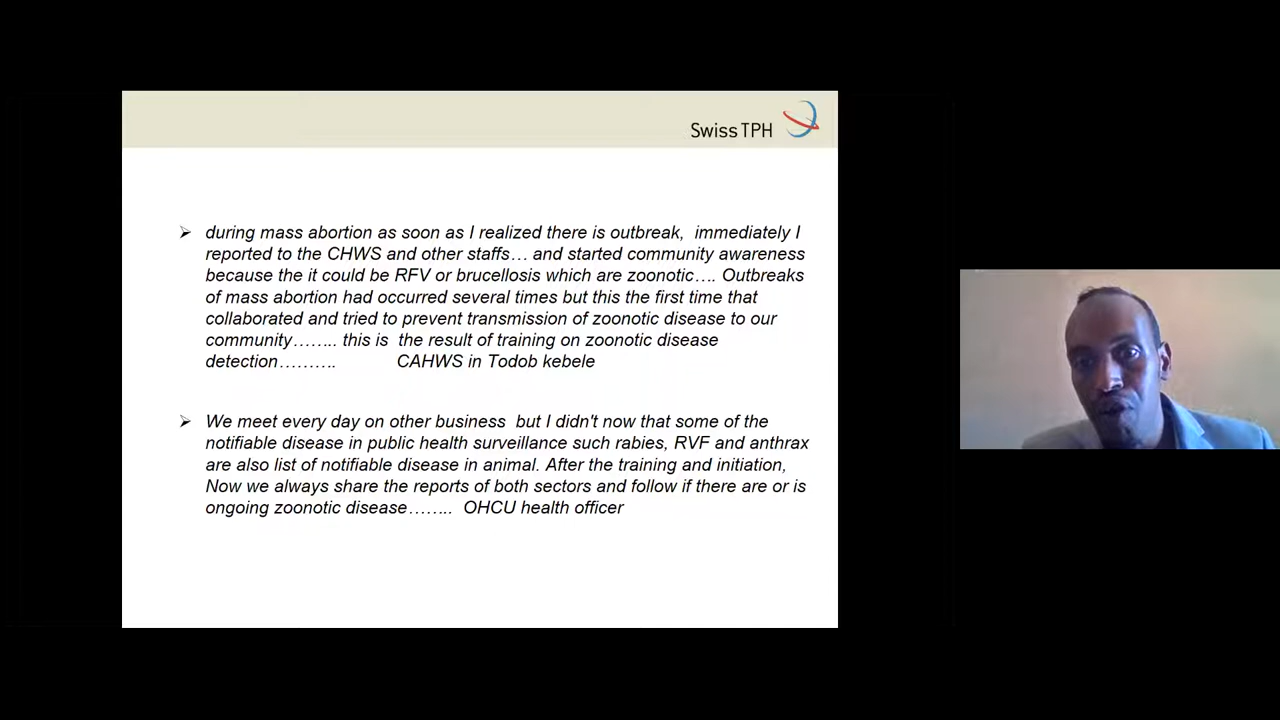 Swiss TPH
➢ during mass abortion as soon as I realized there is outbreak, immediately I
reported to the CHWS and other staffs… and started community awareness
because the it could be RFV or brucellosis which are zoonotic…. Outbreaks
of mass abortion had occurred several times but this the first time that
collaborated and tried to prevent transmission of zoonotic disease to our
community…….. this is the result of training on zoonotic disease
detection………. CAHWS in Todob kebele
➢ We meet every day on other business but I didn't now that some of the
notifiable disease in public health surveillance such rabies, RVF and anthrax
are also list of notifiable disease in animal. After the training and initiation,
Now we always share the reports of both sectors and follow if there are or is
ongoing zoonotic disease…….. OHCU health officer